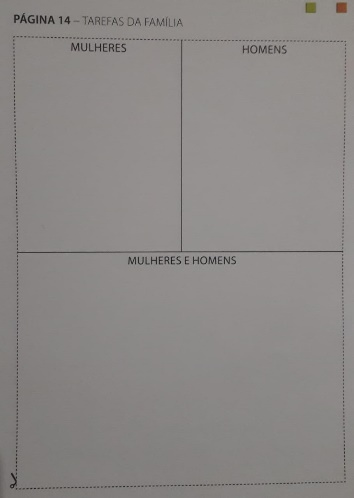 PÁGINA 14 – TAREFAS DA FAMÍLIA
MULHERES
HOMENS
MULHERES E HOMENS